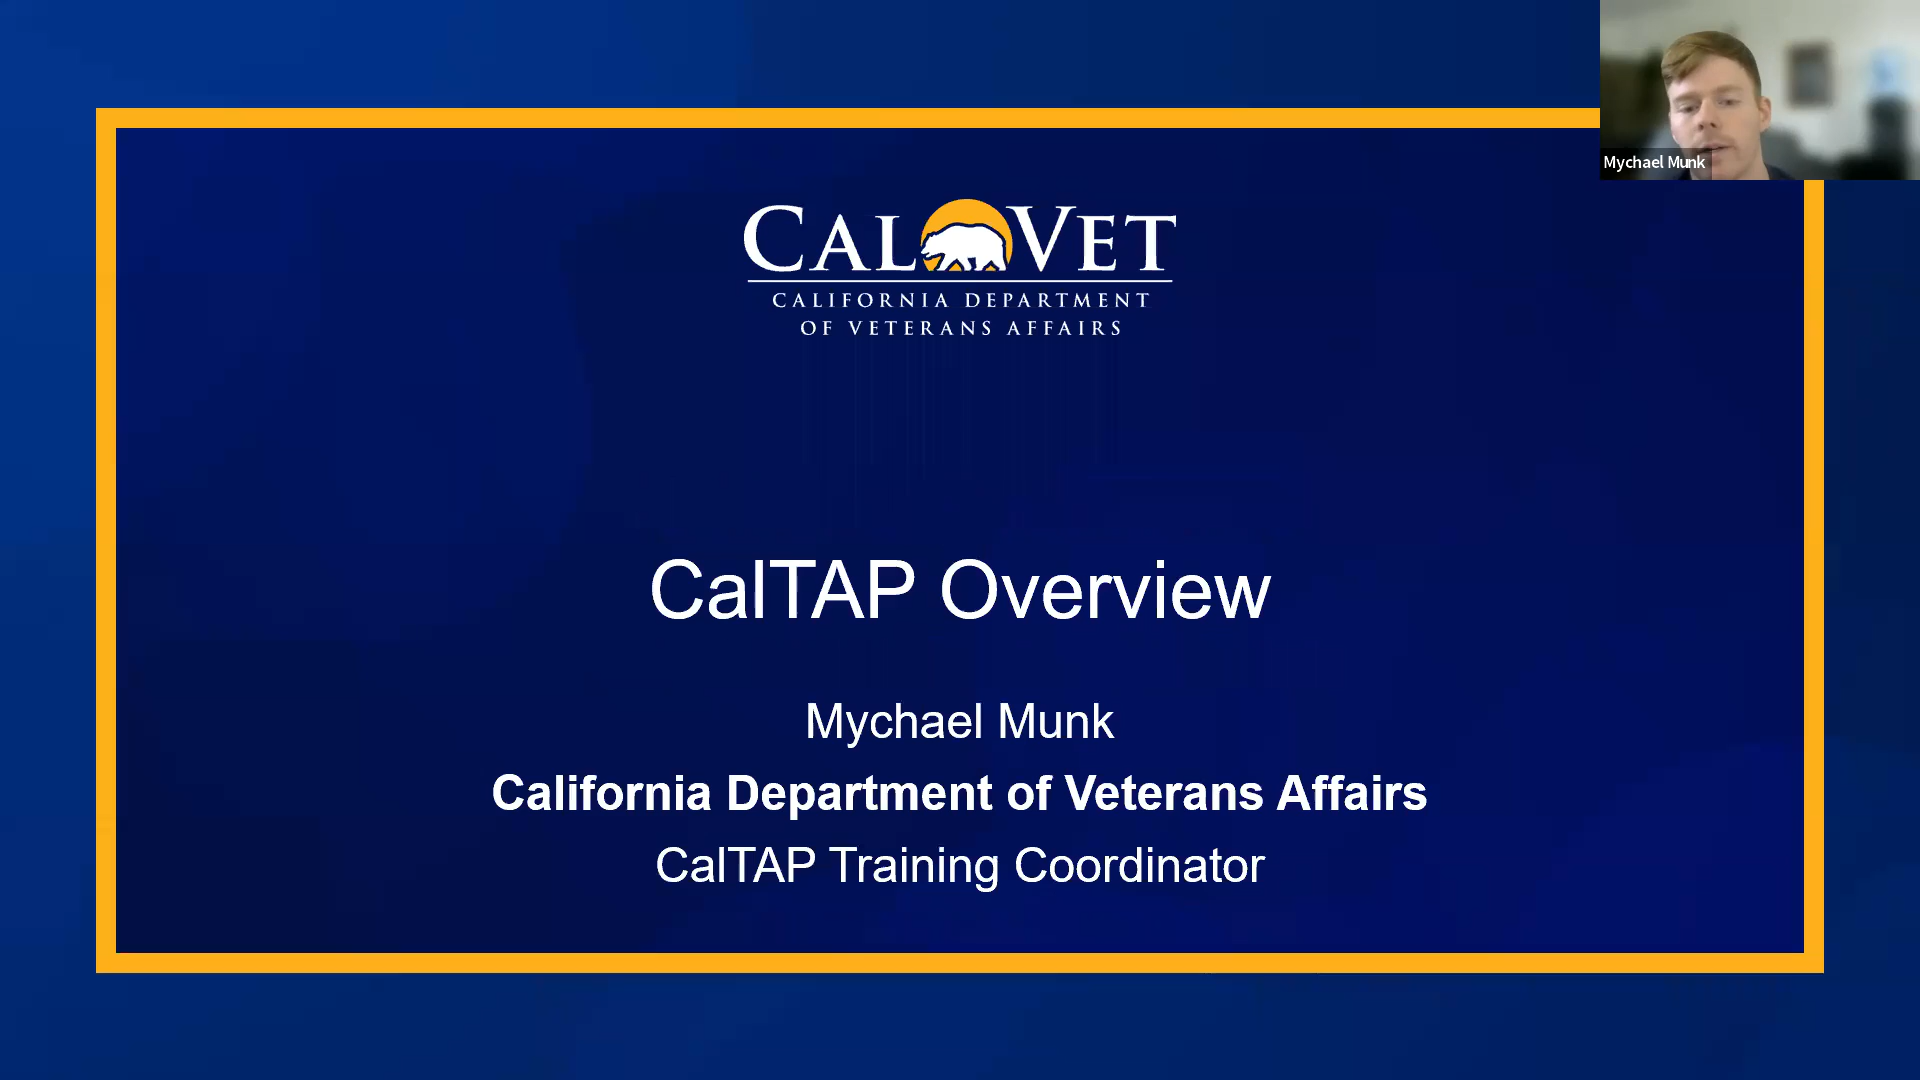 Mychael Munk
CALVET
CALIFORNIA DEPARTMENT
OF VETERANS AFFAIRS
CalTAP Overview
Mychael Munk
California Department of Veterans Affairs
CalTAP Training Coordinator